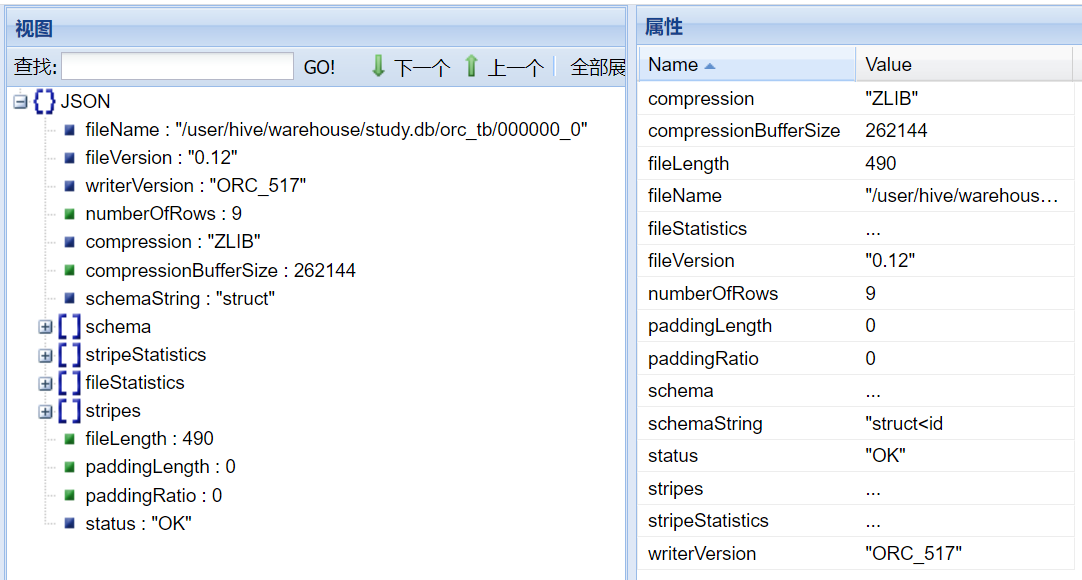 视图
查找: GO! 下一个 上一个 全部展
JSON
fileName : "/user/hive/warehouse/study.db/orc_tb/000000_0"
fileVersion : "0.12"
writerVersion : "ORC_517"
numberOfRows : 9
compression : "ZLIB"
compressionBufferSize : 262144
schemaString : "struct"
schema
stripeStatistics
fileStatistics
stripes
fileLength : 490
paddingLength : 0
paddingRatio : 0
status : "OK"
属性
Name Value
compression "ZLIB"
compressionBufferSize 262144
fileLength 490
fileName "/user/hive/warehous…
fileStatistics ...
fileVersion "0.12"
numberOfRows 9
paddingLength 0
paddingRatio 0
schema ...
schemaString "struct<id
status "OK"
stripes ...
stripeStatistics ...
writerVersion "ORC_517"